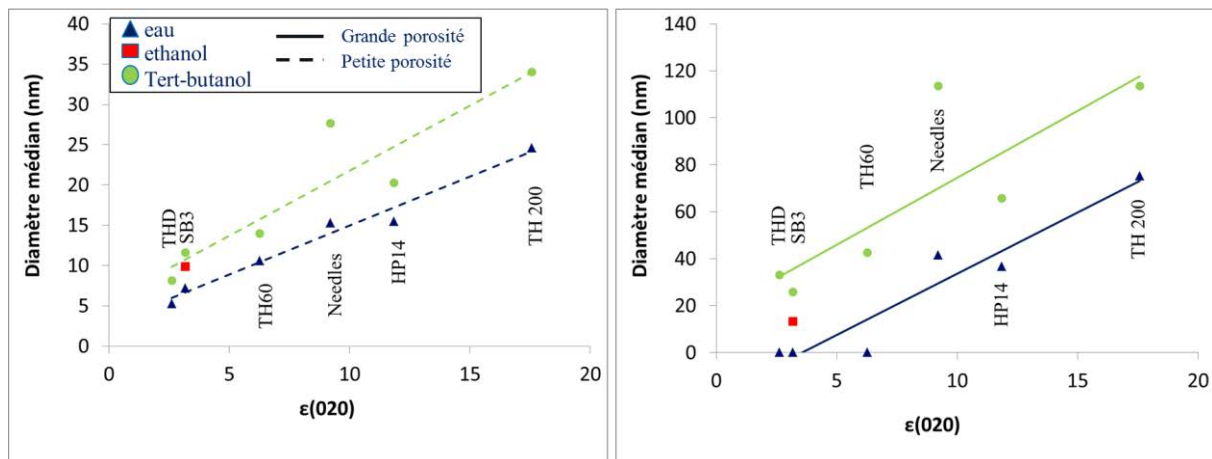 40
35
30
25
20
15
10
5
0
Diamètre médian (nm)
eau
ethanol
Tert-butanol
Grande porosité
Petite porosité
THD
SB3
TH60
Needles
HP14
TH 200
0 5 10 15 20
ε(020)
140
120
100
80
60
40
20
0
Diamètre médian (nm)
THD
SB3
TH60
Needles
HP14
TH 200
0 5 10 15 20
ε(020)